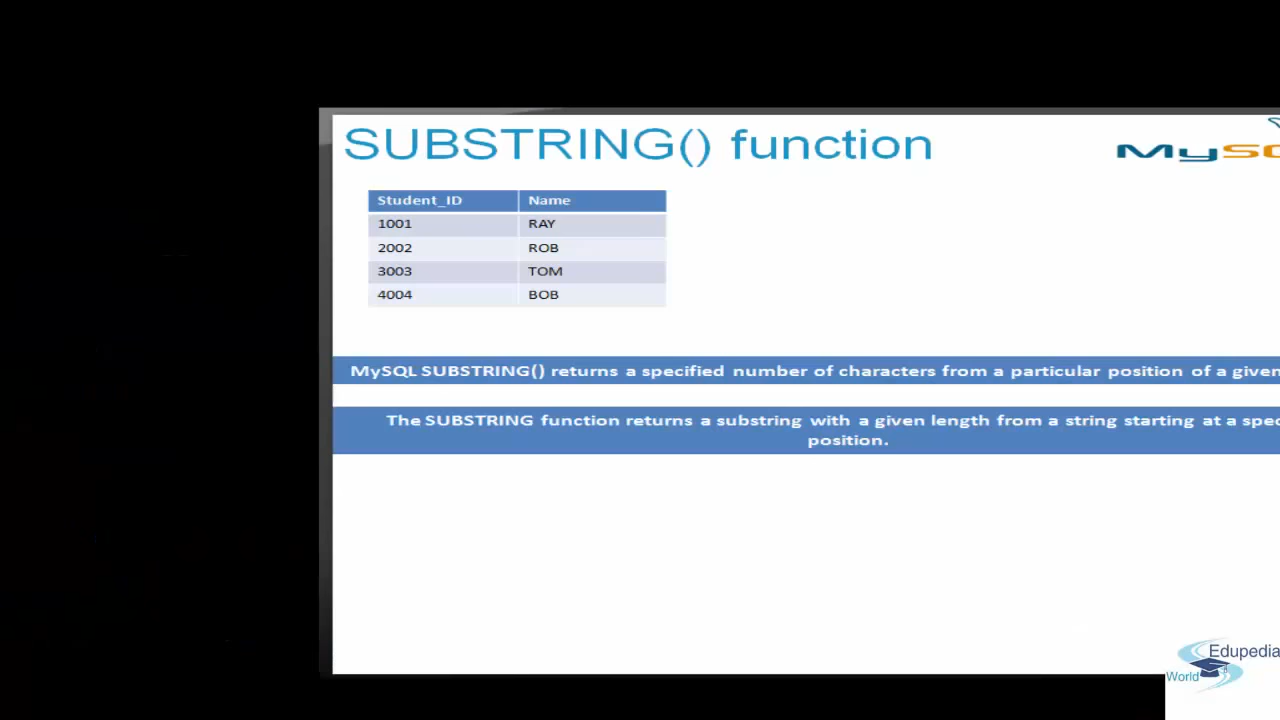 SUBSTRING() function
MySQ
Student_ID Name
1001 RAY
2002 ROB
3003 TOM
4004 BOB
MySQL SUBSTRING() returns a specified number of characters from a particular position of a given
The SUBSTRING function returns a substring with a given length from a string starting at a spec
position.
Edupedia
World